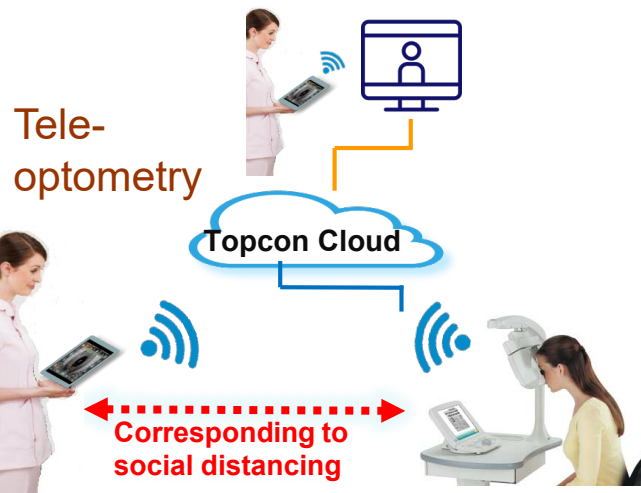 Tele-
optometry
Topcon Cloud
Corresponding to
social distancing